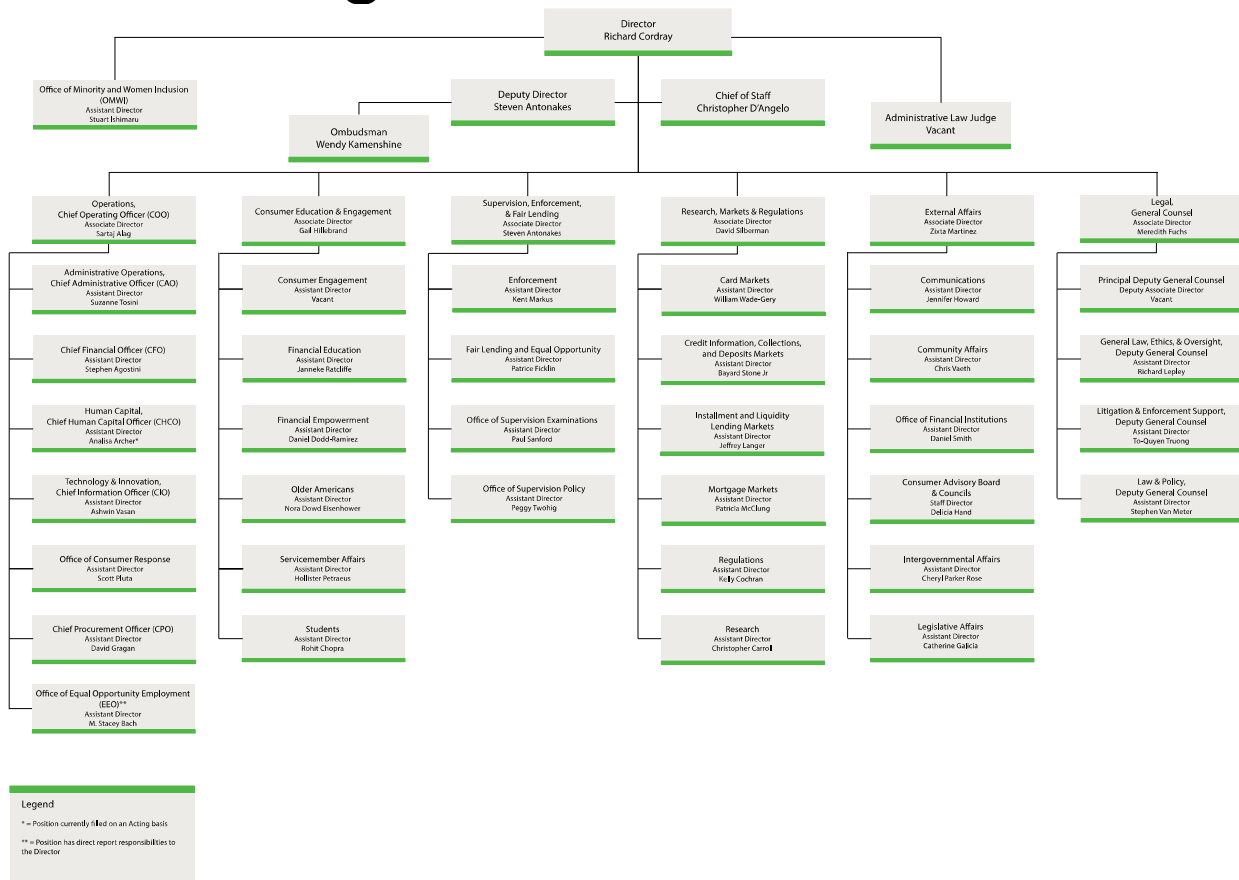 Director
Richard Cordray
Office of Minority and Women Inclusion
(OMWI)
Assistant Director
Stuart Ishimaru
Deputy Director
Steven Antonakes
Chief of Staff
Christopher D'Angelo
Ombudsman
Wendy Kamenshine
Administrative Law Judge
Vacant
Operations,
Chief Operating Officer (COO)
Associate Director
Sartaj Alag
Administrative Operations,
Chief Administrative Officer (CAO)
Assistant Director
Suzanne Tosini
Chief Financial Officer (CFO)
Assistant Director
Stephen Agostini
Human Capital,
Chief Human Capital Officer (CHCO)
Assistant Director
Analisa Archer*
Technology & Innovation,
Chief Information Officer (CIO)
Assistant Director
Ashwin Vasan
Office of Consumer Response
Assistant Director
Scott Pluta
Chief Procurement Officer (CPO)
Assistant Director
David Gragan
Office of Equal Opportunity Employment
(EEO)**
Assistant Director
M. Stacey Bach
Consumer Education & Engagement
Associate Director
Gail Hillebrand
Consumer Engagement
Assistant Director
Vacant
Financial Education
Assistant Director
Janneke Ratcliffe
Financial Empowerment
Assistant Director
Daniel Dodd-Ramirez
Older Americans
Assistant Director
Nora Dowd Eisenhower
Servicemember Affairs
Assistant Director
Hollister Petraeus
Students
Assistant Director
Rohit Chopra
Supervision, Enforcement,
& Fair Lending
Associate Director
Steven Antonakes
Enforcement
Assistant Director
Kent Markus
Fair Lending and Equal Opportunity
Assistant Director
Patrice Ficklin
Office of Supervision Examinations
Assistant Director
Paul Sanford
Office of Supervision Policy
Assistant Director
Peggy Twohig
Research, Markets & Regulations
Associate Director
David Silberman
Card Markets
Assistant Director
William Wade-Gery
Credit Information, Collections,
and Deposits Markets
Assistant Director
Bayard Stone Jr
Installment and Liquidity
Lending Markets
Assistant Director
Jeffrey Langer
Mortgage Markets
Assistant Director
Patricia McClung
Regulations
Assistant Director
Kelly Cochran
Research
Assistant Director
Christopher Carroll
External Affairs
Associate Director
Zixta Martinez
Communications
Assistant Director
Jennifer Howard
Community Affairs
Assistant Director
Chris Vaeth
Office of Financial Institutions
Assistant Director
Daniel Smith
Consumer Advisory Board
& Councils
Staff Director
Delicia Hand
Intergovernmental Affairs
Assistant Director
Cheryl Parker Rose
Legislative Affairs
Assistant Director
Catherine Galicia
Legal,
General Counsel
Associate Director
Meredith Fuchs
Principal Deputy General Counsel
Deputy Associate Director
Vacant
General Law, Ethics, & Oversight,
Deputy General Counsel
Assistant Director
Richard Lepley
Litigation & Enforcement Support,
Deputy General Counsel
Assistant Director
To-Quyen Truong
Law & Policy,
Deputy General Counsel
Assistant Director
Stephen Van Meter
Legend
* = Position currently filled on an Acting basis
** = Position has direct report responsibilities to
the Director